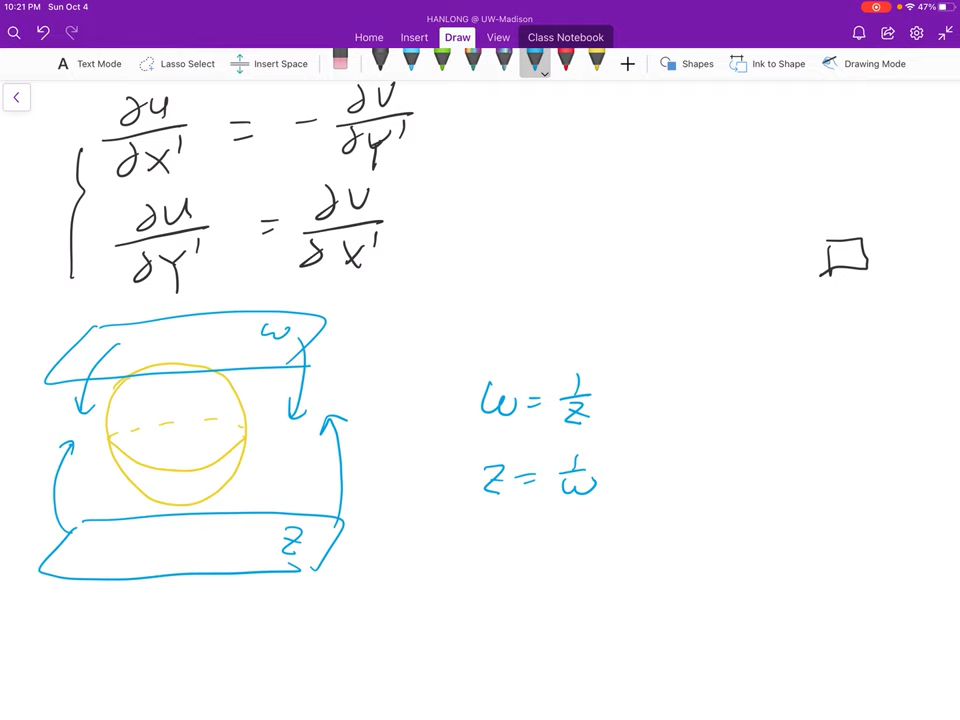 10:21 PM Sun Oct 4
47%
HANLONG @ UW-Madison
Home Insert Draw View Class Notebook
A Text Mode Lasso Select Insert Space Shapes Ink to Shape Drawing Mode
∂u/∂x' = - ∂v/∂y'
∂u/∂y' = ∂v/∂x'
ω
ω = 1/z
z = 1/ω
z